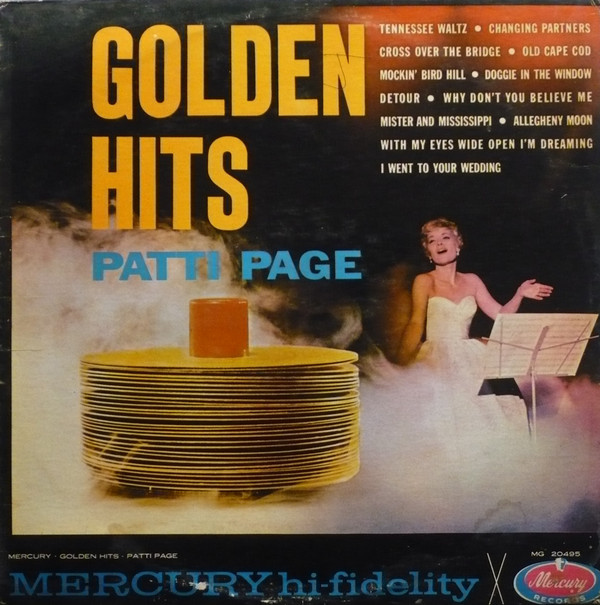 GOLDEN
HITS
PATTI PAGE
TENNESSEE WALTZ • CHANGING PARTNERS
CROSS OVER THE BRIDGE • OLD CAPE COD
MOCKIN' BIRD HILL • DOGGIE IN THE WINDOW
DETOUR • WHY DON'T YOU BELIEVE ME
MISTER AND MISSISSIPPI • ALLEGHENY MOON
WITH MY EYES WIDE OPEN I'M DREAMING
I WENT TO YOUR WEDDING
MERCURY · GOLDEN HITS · PATTI PAGE
MG 20495
MERCURY hi-fidelity
Mercury
RECORDS